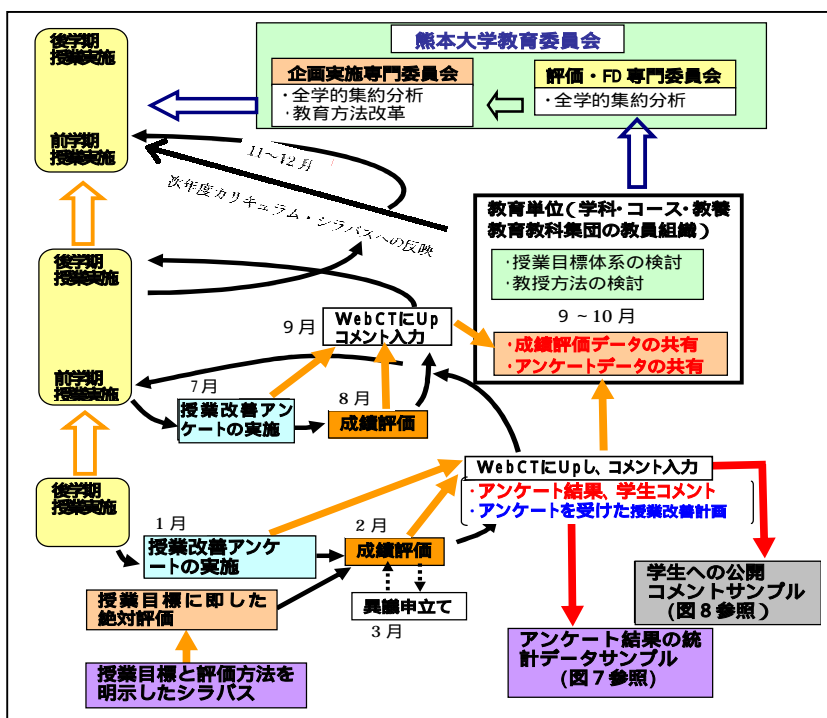 熊本大学教育委員会
企画実施専門委員会
・全学的集約分析
・教育方法改革
評価・FD専門委員会
・全学的集約分析
後学期
授業実施
前学期
授業実施
11～12月
次年度カリキュラム・シラバスへの反映
教育単位(学科・コース・教養
教育教科集団の教員組織)
・授業目標体系の検討
・教授方法の検討
9～10月
・成績評価データの共有
・アンケートデータの共有
後学期
授業実施
前学期
授業実施
9月
WebCTにUp
コメント入力
7月
授業改善アン
ケートの実施
8月
成績評価
WebCTにUpし、コメント入力
・アンケート結果、学生コメント
・アンケートを受けた授業改善計画
後学期
授業実施
1月
授業改善アンケ
ートの実施
2月
成績評価
異議申立て
3月
授業目標に即した
絶対評価
授業目標と評価方法を
明示したシラバス
学生への公開
コメントサンプル
(図8参照)
アンケート結果の統
計データサンプル
(図7参照)